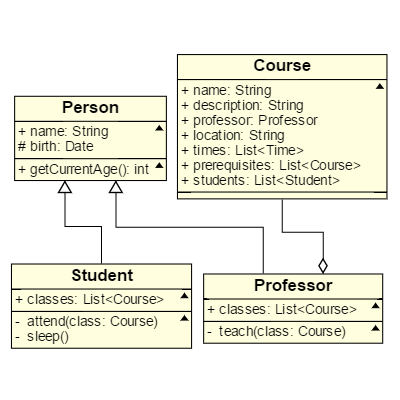 Person
+ name: String
# birth: Date
+ getCurrentAge(): int
Course
+ name: String
+ description: String
+ professor: Professor
+ location: String
+ times: List<Time>
+ prerequisites: List<Course>
+ students: List<Student>
Student
+ classes: List<Course>
- attend(class: Course)
- sleep()
Professor
+ classes: List<Course>
- teach(class: Course)